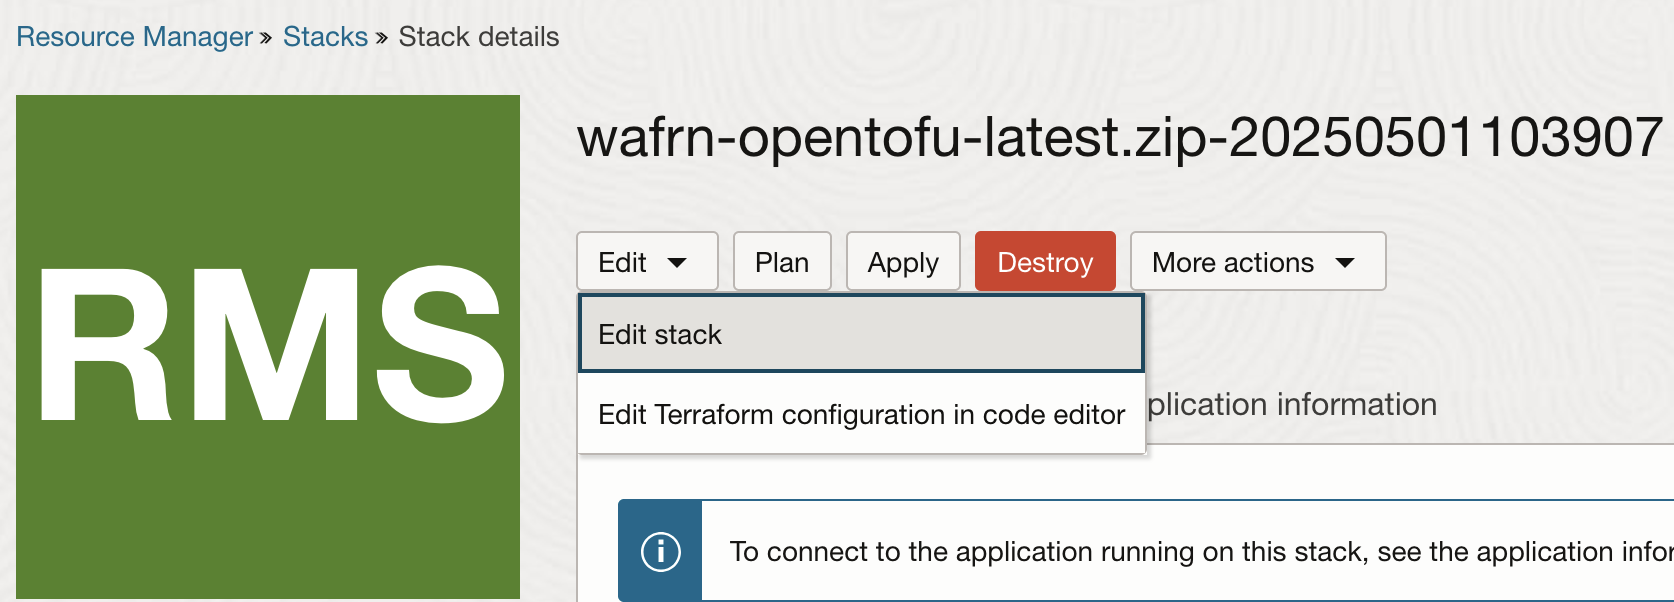 Resource Manager » Stacks » Stack details
RMS
wafrn-opentofu-latest.zip-20250501103907
Edit Plan Apply Destroy More actions
Edit stack
Edit Terraform configuration in code editor
plication information
To connect to the application running on this stack, see the application infor